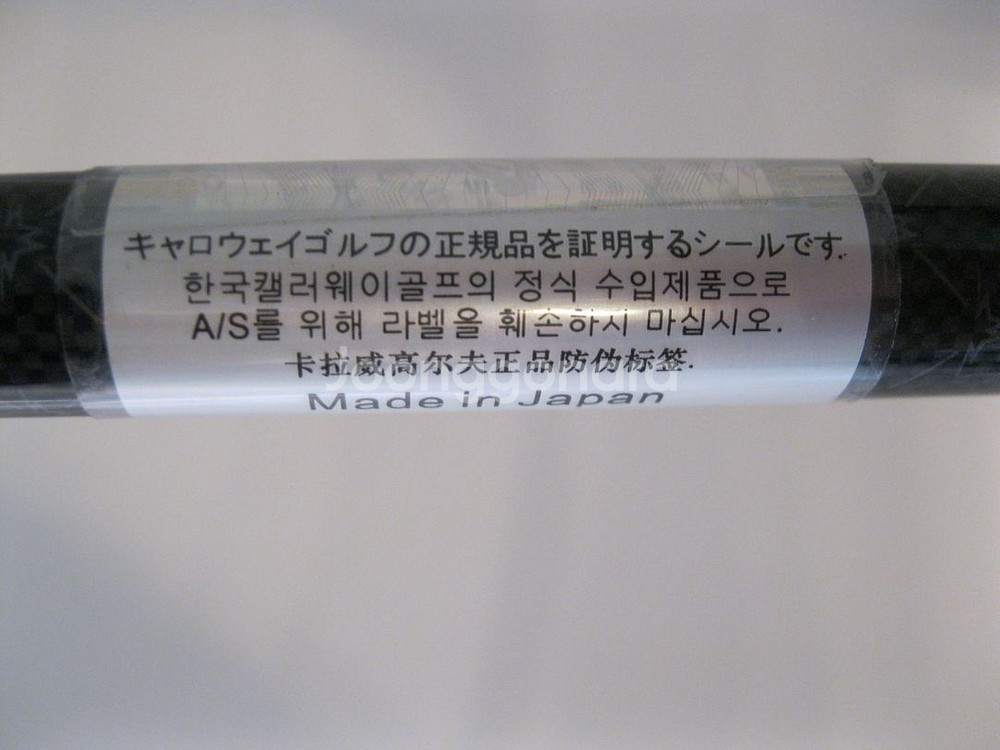 キャロウェイゴルフの正規品を証明するシールです.
한국캘러웨이골프의 정식 수입제품으로
A/S를 위해 라벨을 훼손하지 마십시오.
卡拉威高尔夫正品防伪标签.
Joonggonara
Made in Japan